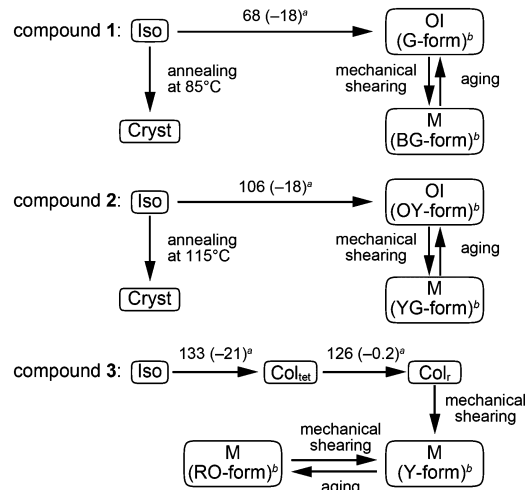 compound 1: Iso 68 (–18)ᵃ OI
(G-form)ᵇ
annealing
at 85°C
mechanical
shearing
aging
Cryst
M
(BG-form)ᵇ
compound 2: Iso 106 (–18)ᵃ OI
(OY-form)ᵇ
annealing
at 115°C
mechanical
shearing
aging
Cryst
M
(YG-form)ᵇ
compound 3: Iso 133 (–21)ᵃ Colₜₑₜ 126 (–0.2)ᵃ Colᵣ
mechanical
shearing
M
(RO-form)ᵇ
mechanical
shearing
aging
M
(Y-form)ᵇ